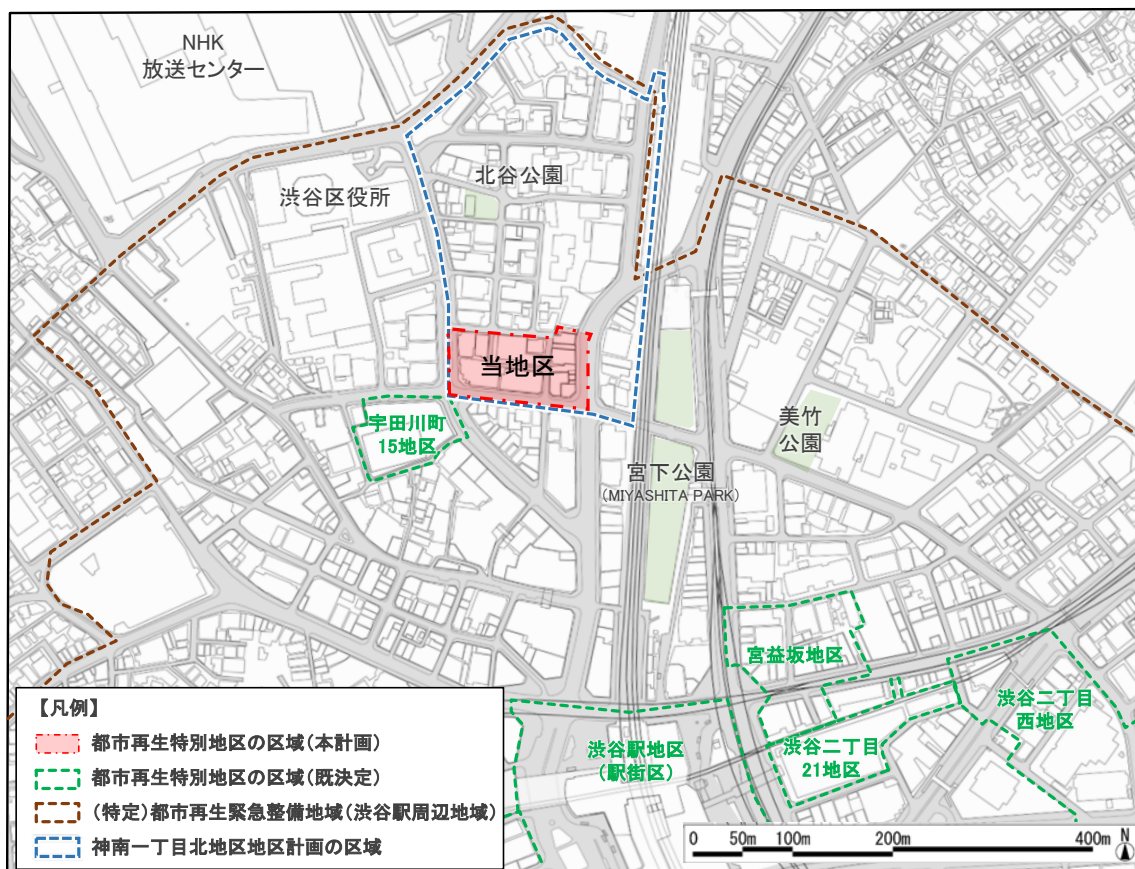 NHK
放送センター
北谷公園
渋谷区役所
当地区
美竹
公園
宇田川町
15地区
宮下公園
(MIYASHITA PARK)
宮益坂地区
渋谷二丁目
西地区
渋谷駅地区
(駅街区)
渋谷二丁目
21地区
【凡例】
都市再生特別地区の区域(本計画)
都市再生特別地区の区域(既決定)
(特定)都市再生緊急整備地域(渋谷駅周辺地域)
神南一丁目北地区地区計画の区域
0 50m 100m 200m 400m
N